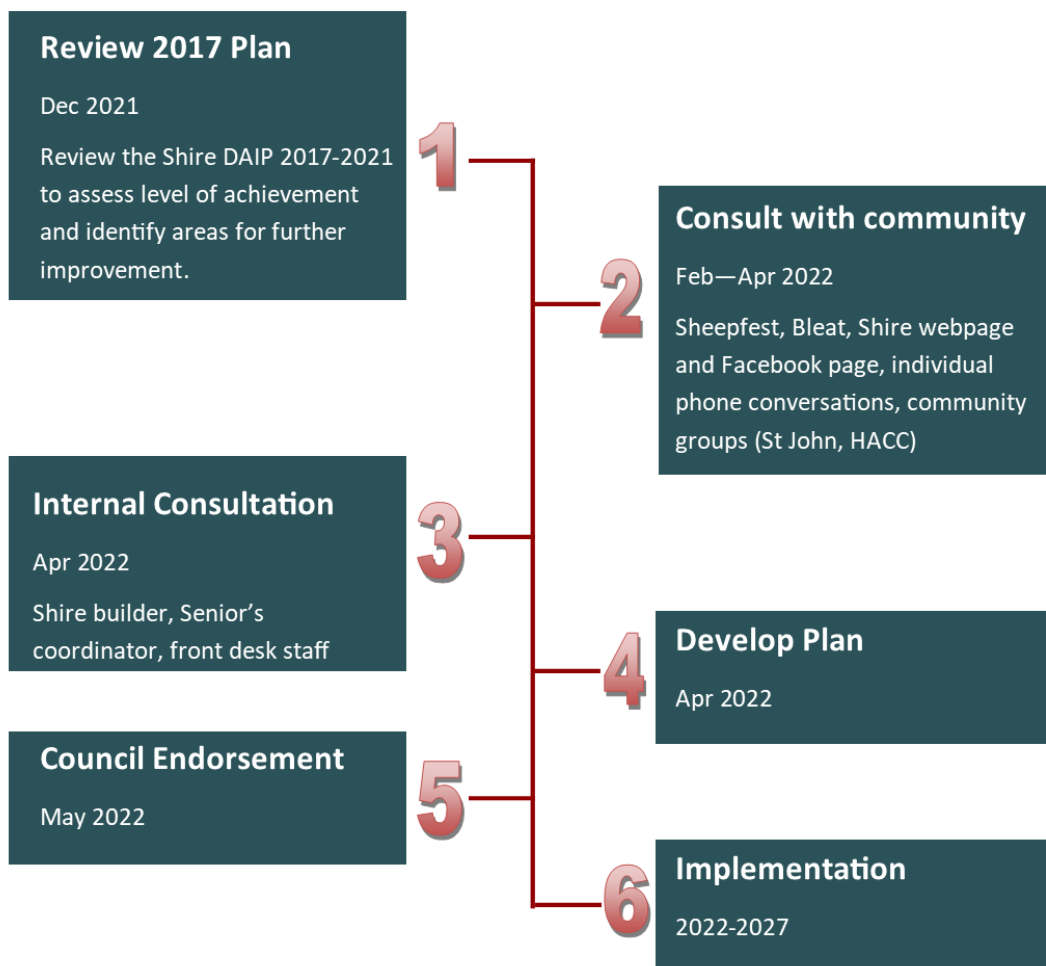 Review 2017 Plan
Dec 2021
Review the Shire DAIP 2017-2021
to assess level of achievement
and identify areas for further
improvement.
1
Consult with community
Feb—Apr 2022
Sheepfest, Bleat, Shire webpage
and Facebook page, individual
phone conversations, community
groups (St John, HACC)
2
Internal Consultation
Apr 2022
Shire builder, Senior’s
coordinator, front desk staff
3
Develop Plan
Apr 2022
4
Council Endorsement
May 2022
5
Implementation
2022-2027
6